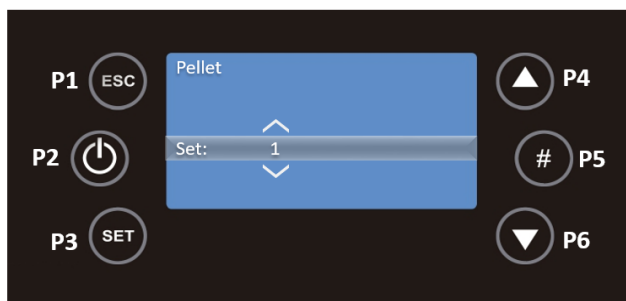 P1 ESC
Pellet
P4
P2
Set: 1
# P5
P3 SET
P6